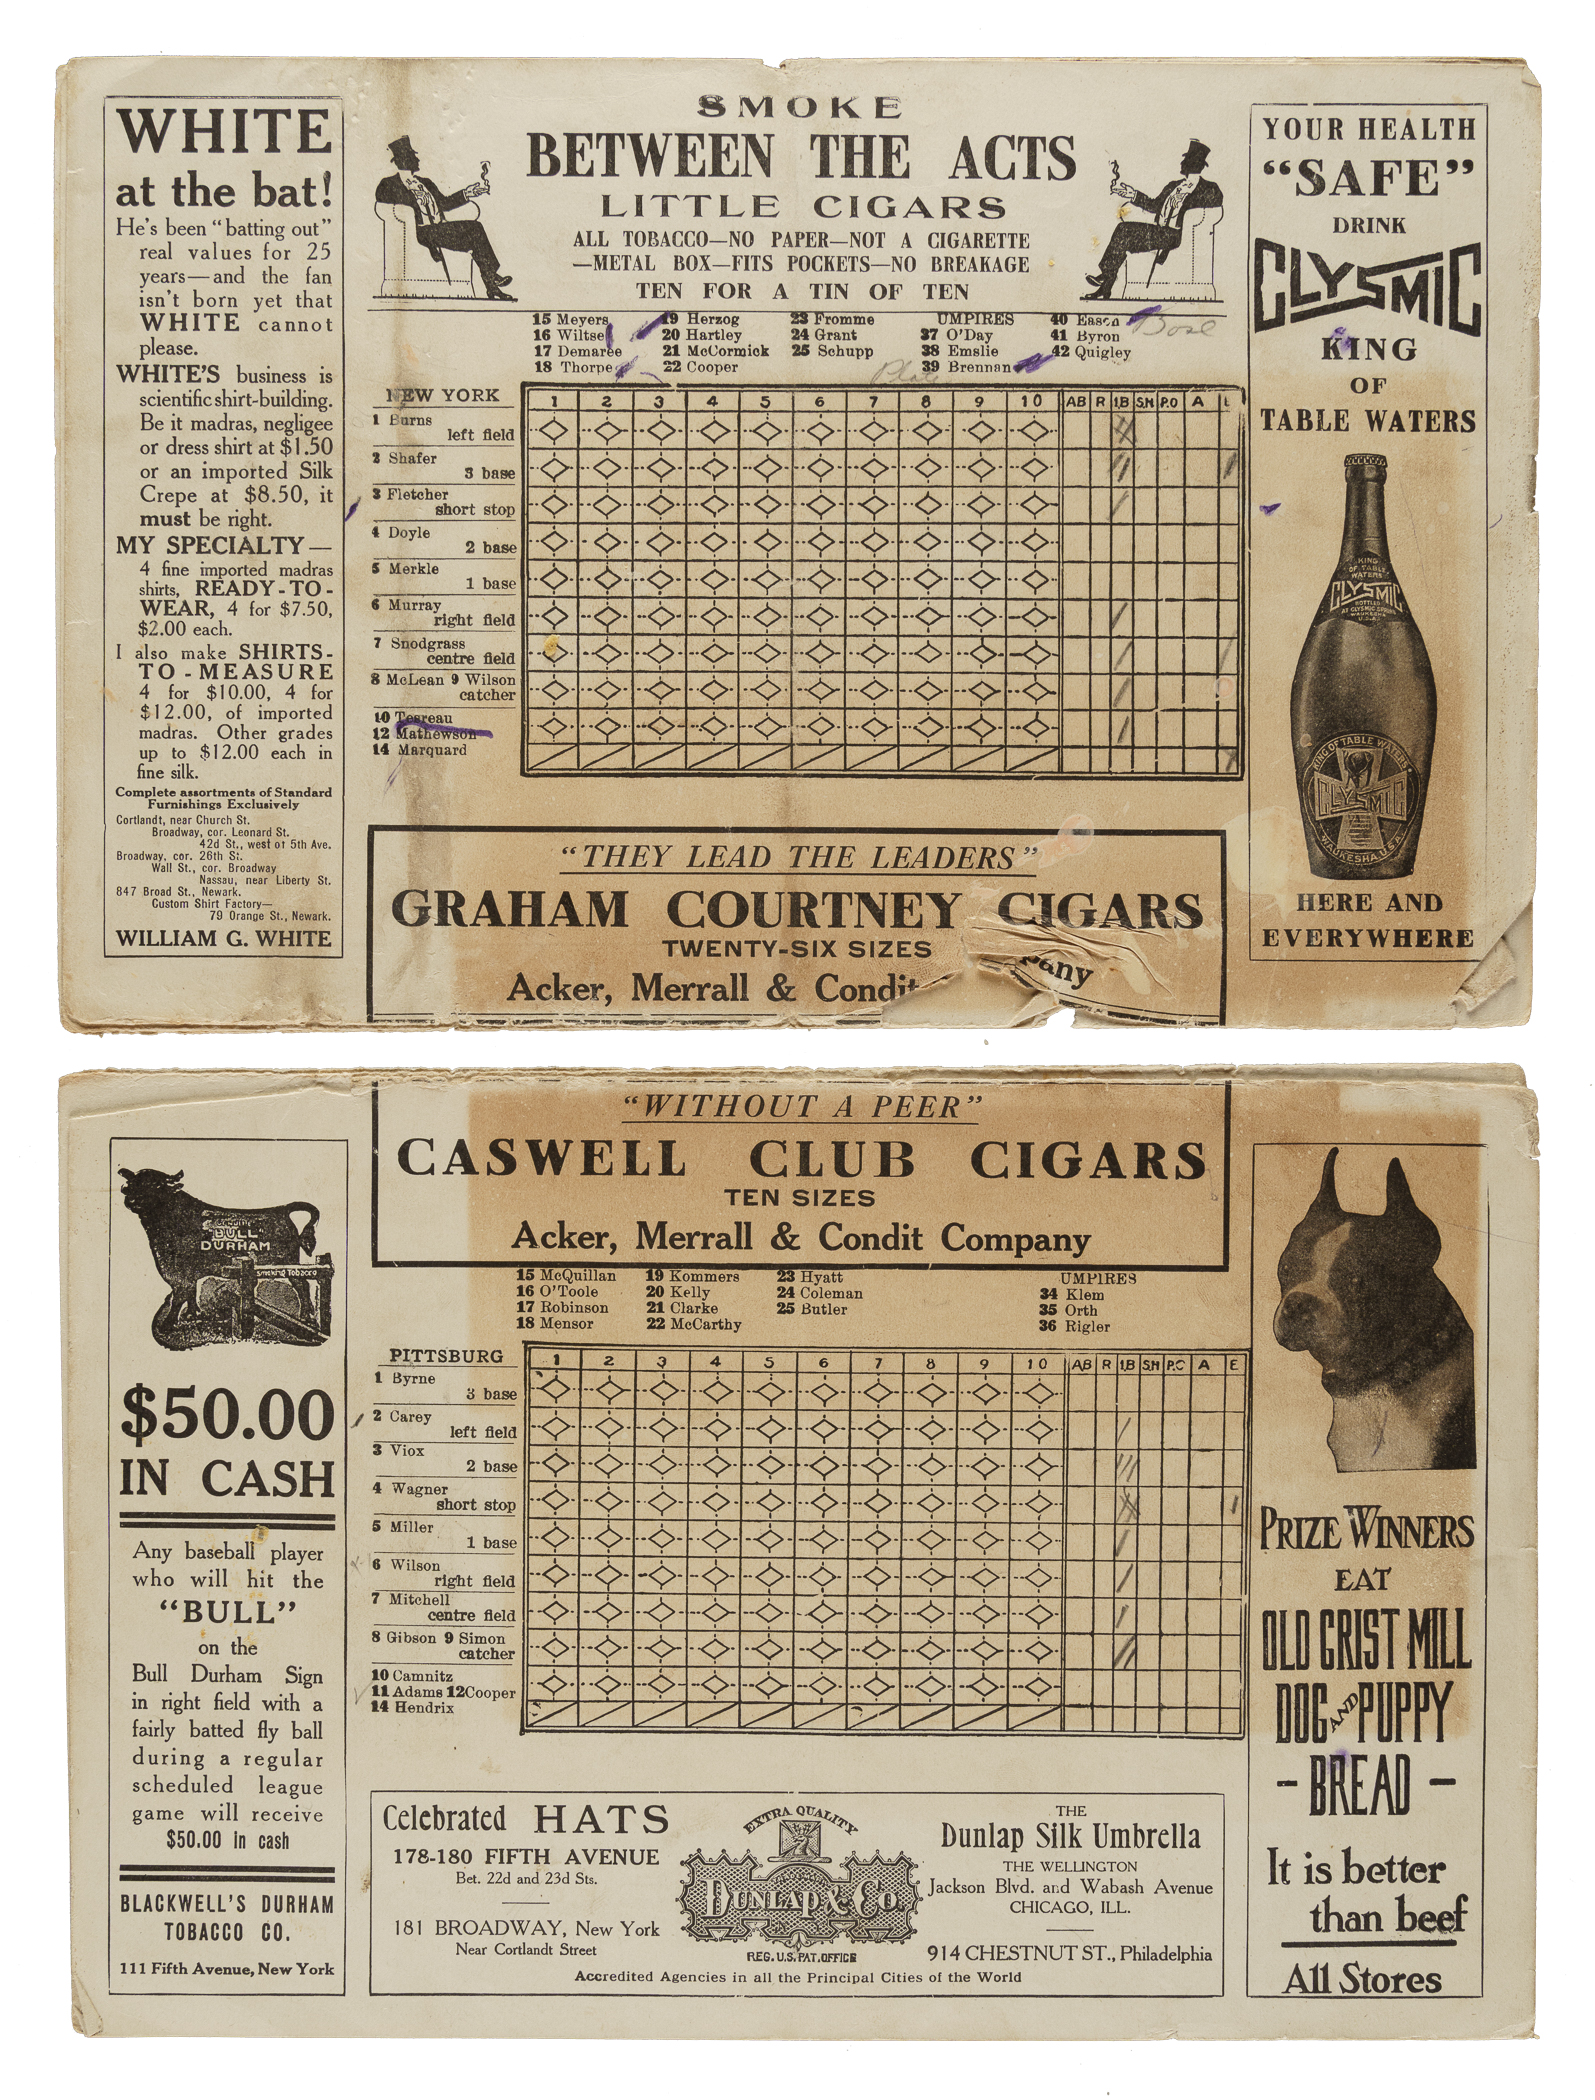 WHITE
at the bat!
He's been "batting out"
real values for 25
years—and the fan
isn't born yet that
WHITE cannot
please.
WHITE'S business is
scientific shirt-building.
Be it madras, negligee
or dress shirt at $1.50
or an imported Silk
Crepe at $8.50, it
must be right.
MY SPECIALTY—
4 fine imported madras
shirts, READY-TO-
WEAR, 4 for $7.50,
$2.00 each.
I also make SHIRTS-
TO-MEASURE
4 for $10.00, 4 for
$12.00, of imported
madras. Other grades
up to $12.00 each in
fine silk.
Complete assortments of Standard
Furnishings Exclusively
Cortlandt, near Church St.
Broadway, cor. Leonard St.
42d St., west of 5th Ave.
Broadway, cor. 26th St.
Wall St., cor. Broadway
Nassau, near Liberty St.
847 Broad St., Newark.
Custom Shirt Factory—
79 Orange St., Newark.
WILLIAM G. WHITE
SMOKE
BETWEEN THE ACTS
LITTLE CIGARS
ALL TOBACCO—NO PAPER—NOT A CIGARETTE
—METAL BOX—FITS POCKETS—NO BREAKAGE
TEN FOR A TIN OF TEN
15 Meyers 19 Herzog 23 Fromme UMPIRES 40 Eason
16 Wiltse 20 Hartley 24 Grant 37 O'Day 41 Byron
17 Demaree 21 McCormick 25 Schupp 38 Emslie 42 Quigley
18 Thorpe 22 Cooper 39 Brennan
Plate
NEW YORK 1 2 3 4 5 6 7 8 9 10 AB R 1.B S.H P.O A E
1 Burns
left field
2 Shafer
3 base
3 Fletcher
short stop
4 Doyle
2 base
5 Merkle
1 base
6 Murray
right field
7 Snodgrass
centre field
8 McLean 9 Wilson
catcher
10 Tesreau
12 Mathewson
14 Marquard
"THEY LEAD THE LEADERS"
GRAHAM COURTNEY CIGARS
TWENTY-SIX SIZES
Acker, Merrall & Condit
pany
YOUR HEALTH
"SAFE"
DRINK
CLYSMIC
KING
OF
TABLE WATERS
KING
OF TABLE
WATERS
CLYSMIC
BOTTLED
AT CLYSMIC SPRING
WAUKESHA
U.S.A.
KING OF TABLE WATERS
CLYSMIC
WAUKESHA U.S.A.
HERE AND
EVERYWHERE
GENUINE
"BULL"
DURHAM
Smoking Tobacco
$50.00
IN CASH
Any baseball player
who will hit the
"BULL"
on the
Bull Durham Sign
in right field with a
fairly batted fly ball
during a regular
scheduled league
game will receive
$50.00 in cash
BLACKWELL'S DURHAM
TOBACCO CO.
111 Fifth Avenue, New York
"WITHOUT A PEER"
CASWELL CLUB CIGARS
TEN SIZES
Acker, Merrall & Condit Company
15 McQuillan 19 Kommers 23 Hyatt UMPIRES
16 O'Toole 20 Kelly 24 Coleman 34 Klem
17 Robinson 21 Clarke 25 Butler 35 Orth
18 Mensor 22 McCarthy 36 Rigler
PITTSBURG 1 2 3 4 5 6 7 8 9 10 AB R 1.B S.H P.O A E
1 Byrne
3 base
2 Carey
left field
3 Viox
2 base
4 Wagner
short stop
5 Miller
1 base
6 Wilson
right field
7 Mitchell
centre field
8 Gibson 9 Simon
catcher
10 Camnitz
11 Adams 12 Cooper
14 Hendrix
Celebrated HATS
178-180 FIFTH AVENUE
Bet. 22d and 23d Sts.
181 BROADWAY, New York
Near Cortlandt Street
EXTRA QUALITY
DUNLAP & CO.
REG. U.S. PAT. OFFICE
THE
Dunlap Silk Umbrella
THE WELLINGTON
Jackson Blvd. and Wabash Avenue
CHICAGO, ILL.
914 CHESTNUT ST., Philadelphia
Accredited Agencies in all the Principal Cities of the World
PRIZE WINNERS
EAT
OLD GRIST MILL
DOG AND PUPPY
- BREAD -
It is better
than beef
All Stores